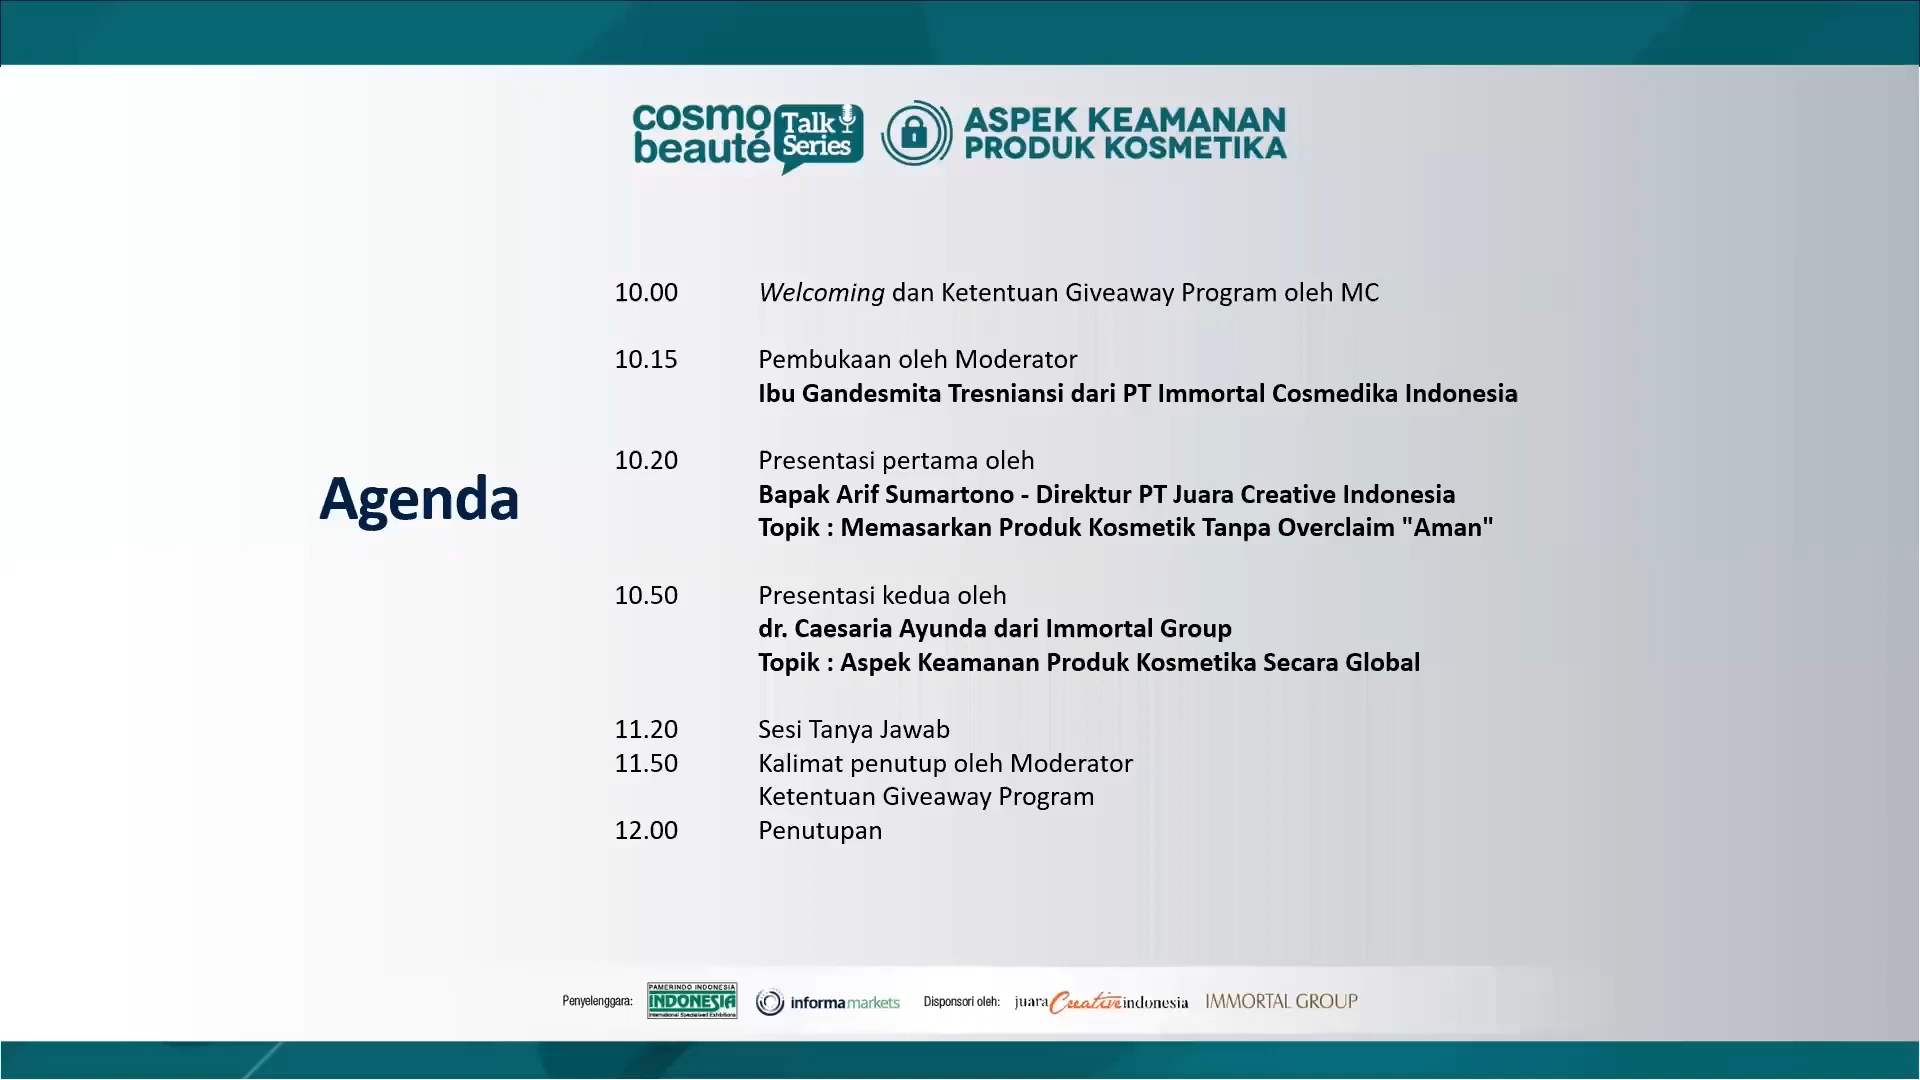 cosmo
beauté
Talk
Series
ASPEK KEAMANAN
PRODUK KOSMETIKA
Agenda
10.00 Welcoming dan Ketentuan Giveaway Program oleh MC
10.15 Pembukaan oleh Moderator
Ibu Gandesmita Tresniansi dari PT Immortal Cosmedika Indonesia
10.20 Presentasi pertama oleh
Bapak Arif Sumartono - Direktur PT Juara Creative Indonesia
Topik : Memasarkan Produk Kosmetik Tanpa Overclaim "Aman"
10.50 Presentasi kedua oleh
dr. Caesaria Ayunda dari Immortal Group
Topik : Aspek Keamanan Produk Kosmetika Secara Global
11.20 Sesi Tanya Jawab
11.50 Kalimat penutup oleh Moderator
Ketentuan Giveaway Program
12.00 Penutupan
Penyelenggara:
PAMERINDO INDONESIA
INDONESIA
International Specialised Exhibitions
informa markets
Disponsori oleh:
juara Creative indonesia
IMMORTAL GROUP